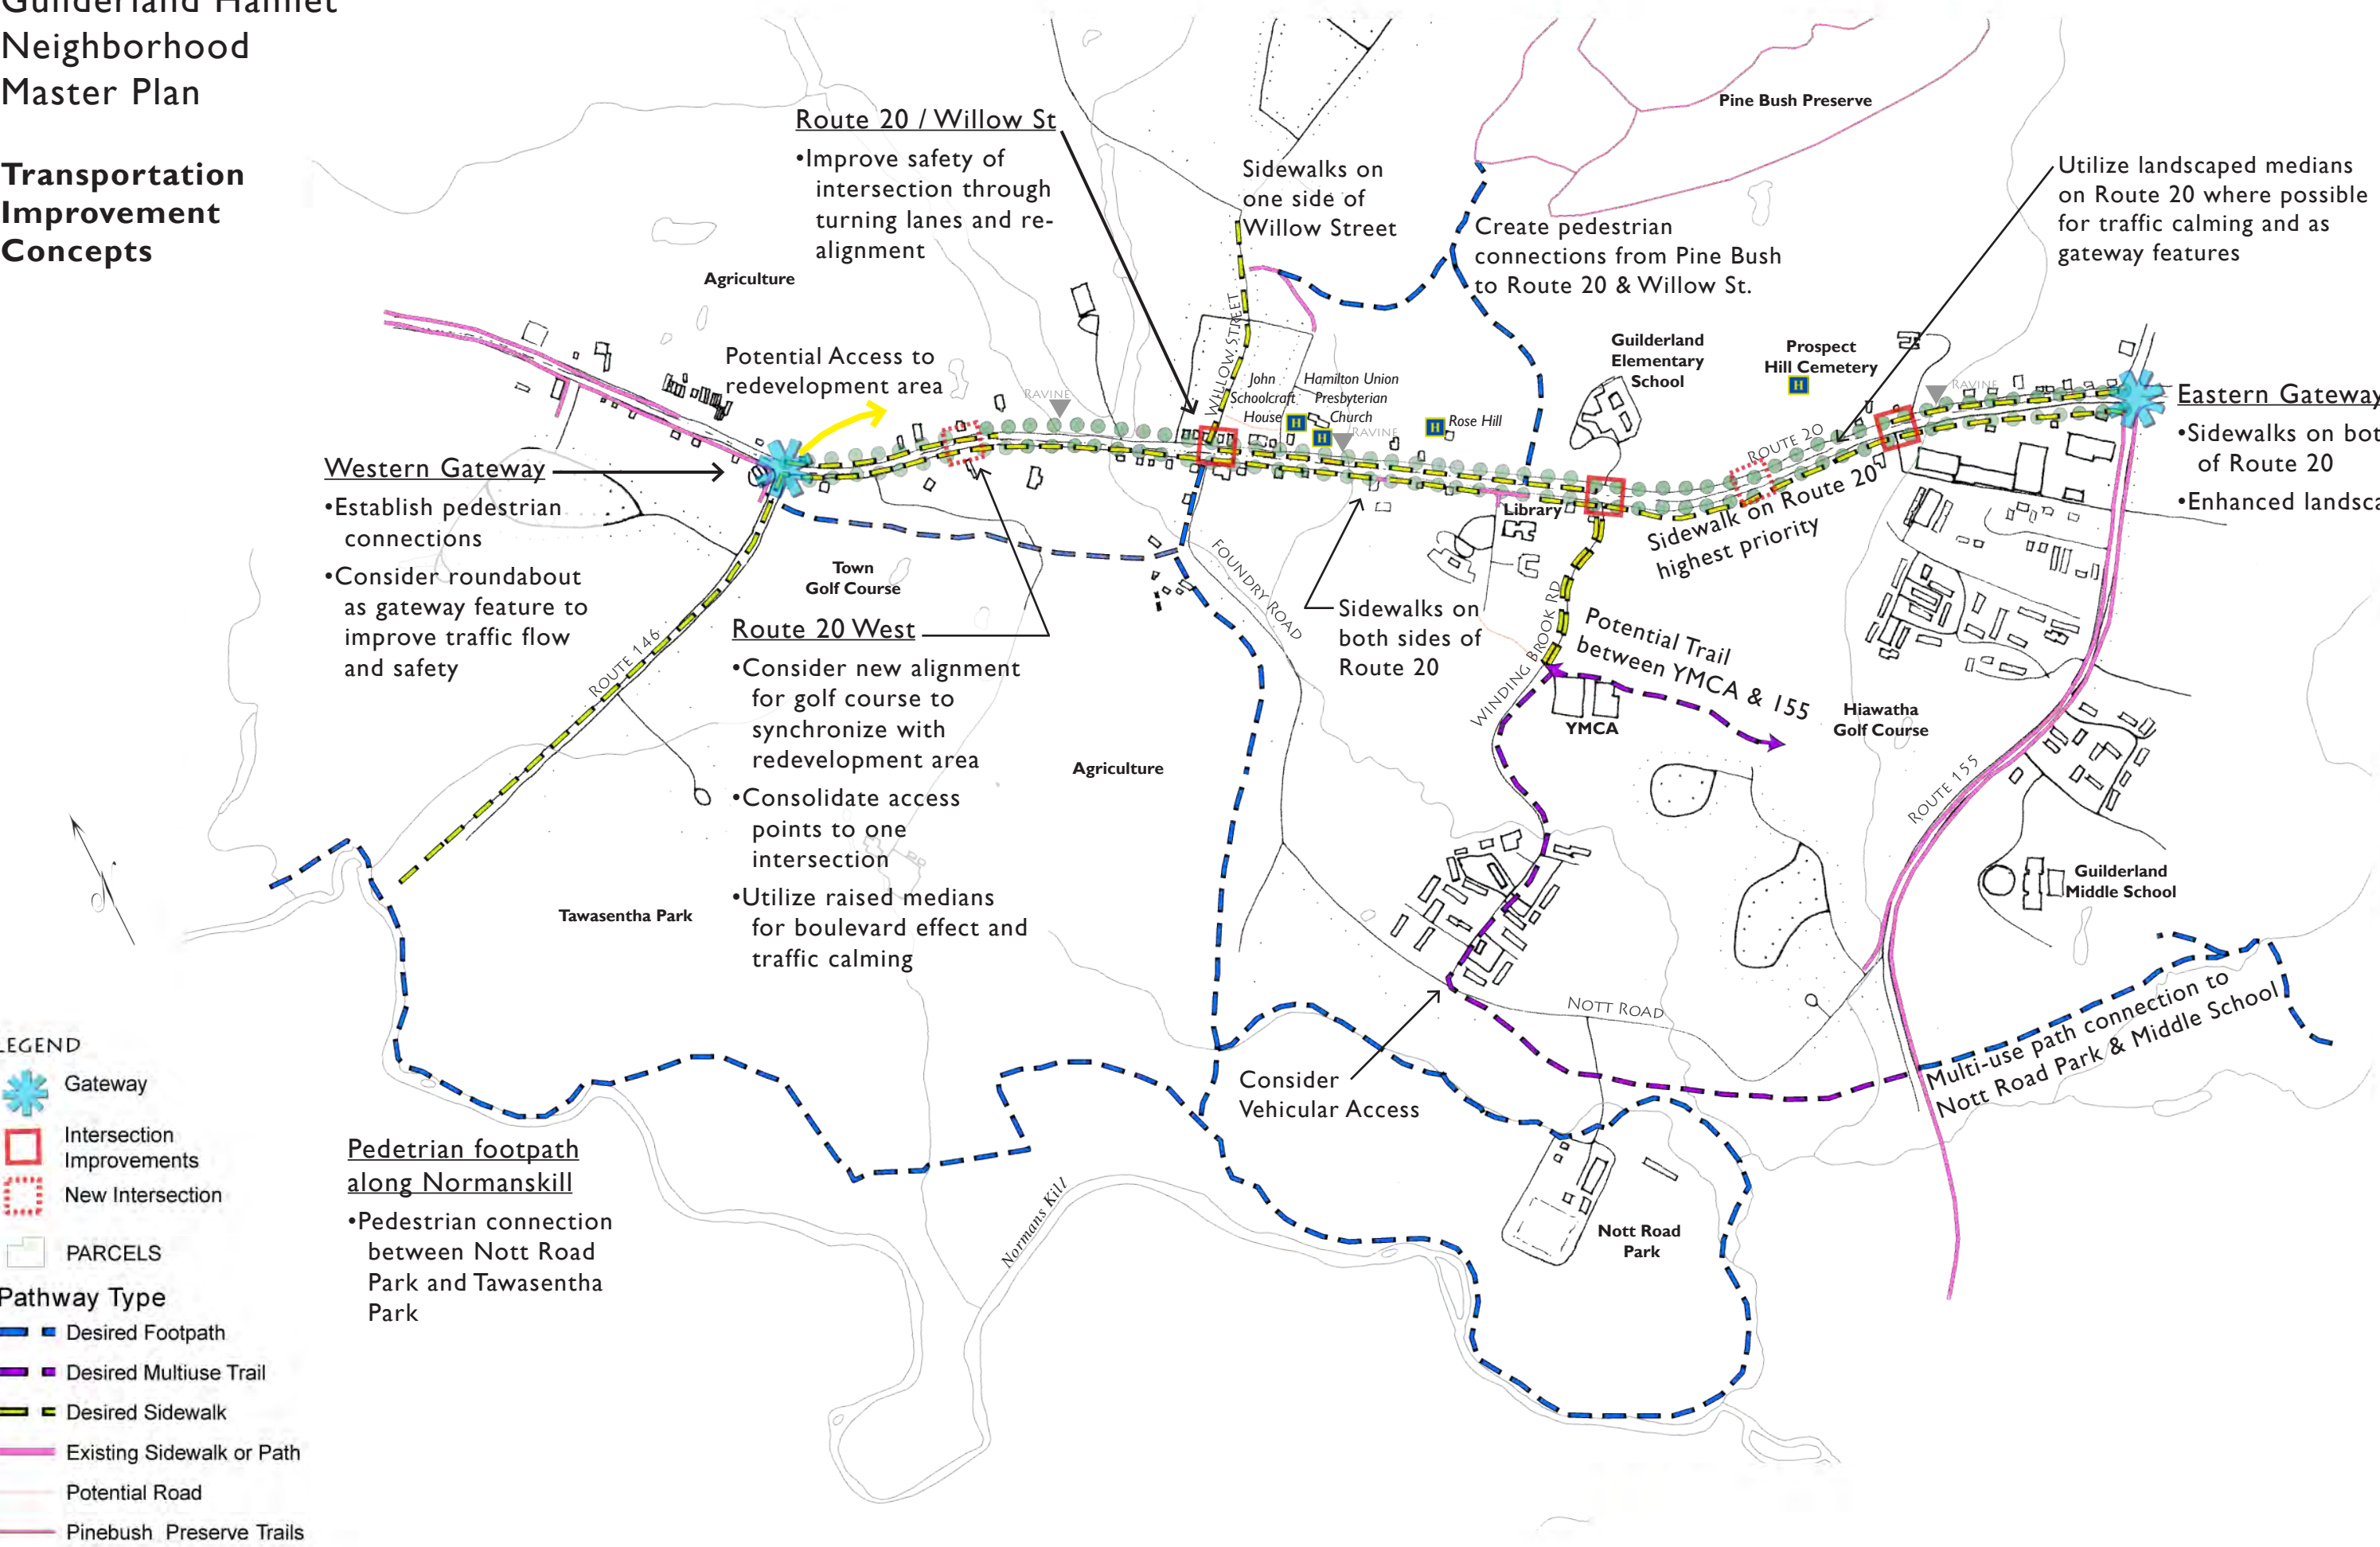 Guilderland Hamlet
Neighborhood
Master Plan
Transportation
Improvement
Concepts
Route 20 / Willow St
•Improve safety of
intersection through
turning lanes and re-
alignment
Sidewalks on
one side of
Willow Street
Pine Bush Preserve
Create pedestrian
connections from Pine Bush
to Route 20 & Willow St.
Utilize landscaped medians
on Route 20 where possible
for traffic calming and as
gateway features
Agriculture
Potential Access to
redevelopment area
RAVINE
WILLOW STREET
John
Schoolcraft
House
H
Hamilton Union
Presbyterian
Church
H
RAVINE
H
Rose Hill
Guilderland
Elementary
School
Prospect
Hill Cemetery
H
RAVINE
ROUTE 20
Eastern Gateway
•Sidewalks on bot
of Route 20
•Enhanced landsca
Western Gateway
•Establish pedestrian
connections
•Consider roundabout
as gateway feature to
improve traffic flow
and safety
Library
Sidewalk on Route 20
highest priority
Town
Golf Course
FOUNDRY ROAD
Sidewalks on
both sides of
Route 20
WINDING BROOK RD
Potential Trail
between YMCA & 155
YMCA
Hiawatha
Golf Course
ROUTE 146
Route 20 West
•Consider new alignment
for golf course to
synchronize with
redevelopment area
•Consolidate access
points to one
intersection
•Utilize raised medians
for boulevard effect and
traffic calming
Agriculture
ROUTE 155
Guilderland
Middle School
N
Tawasentha Park
NOTT ROAD
Multi-use path connection to
Nott Road Park & Middle School
Consider
Vehicular Access
Nott Road
Park
Normans Kill
Pedetrian footpath
along Normanskill
•Pedestrian connection
between Nott Road
Park and Tawasentha
Park
LEGEND
Gateway
Intersection
Improvements
New Intersection
PARCELS
Pathway Type
Desired Footpath
Desired Multiuse Trail
Desired Sidewalk
Existing Sidewalk or Path
Potential Road
Pinebush Preserve Trails